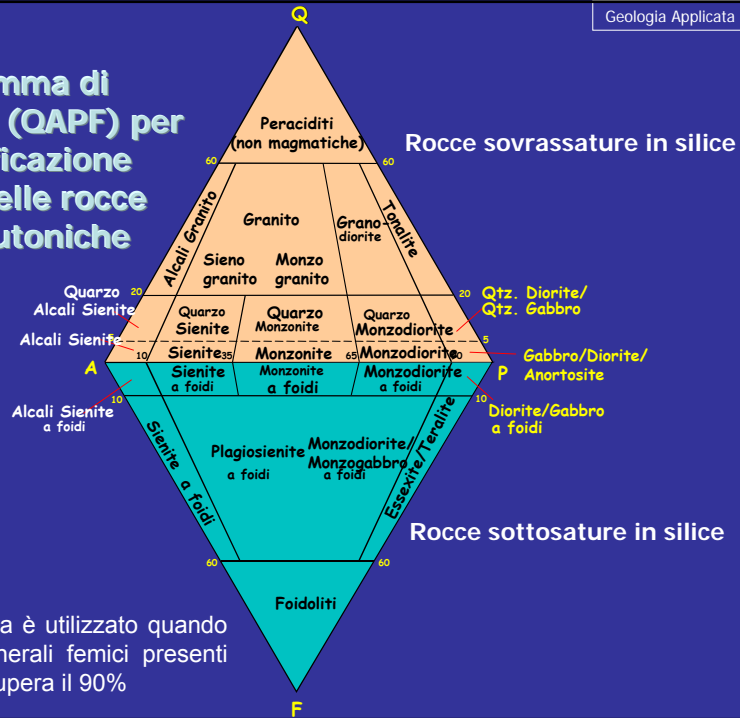 Geologia Applicata
mma di
(QAPF) per
ficazione
elle rocce
utoniche
Q
Peraciditi
(non magmatiche)
Rocce sovrassature in silice
60
60
Alcali Granito
Granito
Grano-
diorite
Tonalite
Sieno
granito
Monzo
granito
20
20
Quarzo
Alcali Sienite
Quarzo
Sienite
Quarzo
Monzonite
Quarzo
Monzodiorite
Qtz. Diorite/
Qtz. Gabbro
Alcali Sienite
5
10
Sienite
35
Monzonite
65
Monzodiorite
Gabbro/Diorite/
Anortosite
A
P
Sienite
a foidi
Monzonite
a foidi
Monzodiorite
a foidi
10
10
Alcali Sienite
a foidi
Diorite/Gabbro
a foidi
Sienite a foidi
Plagiosienite
a foidi
Monzodiorite/
Monzogabbro
a foidi
Essexite/Teralite
Rocce sottosature in silice
60
60
Foidoliti
a è utilizzato quando
nerali femici presenti
upera il 90%
F